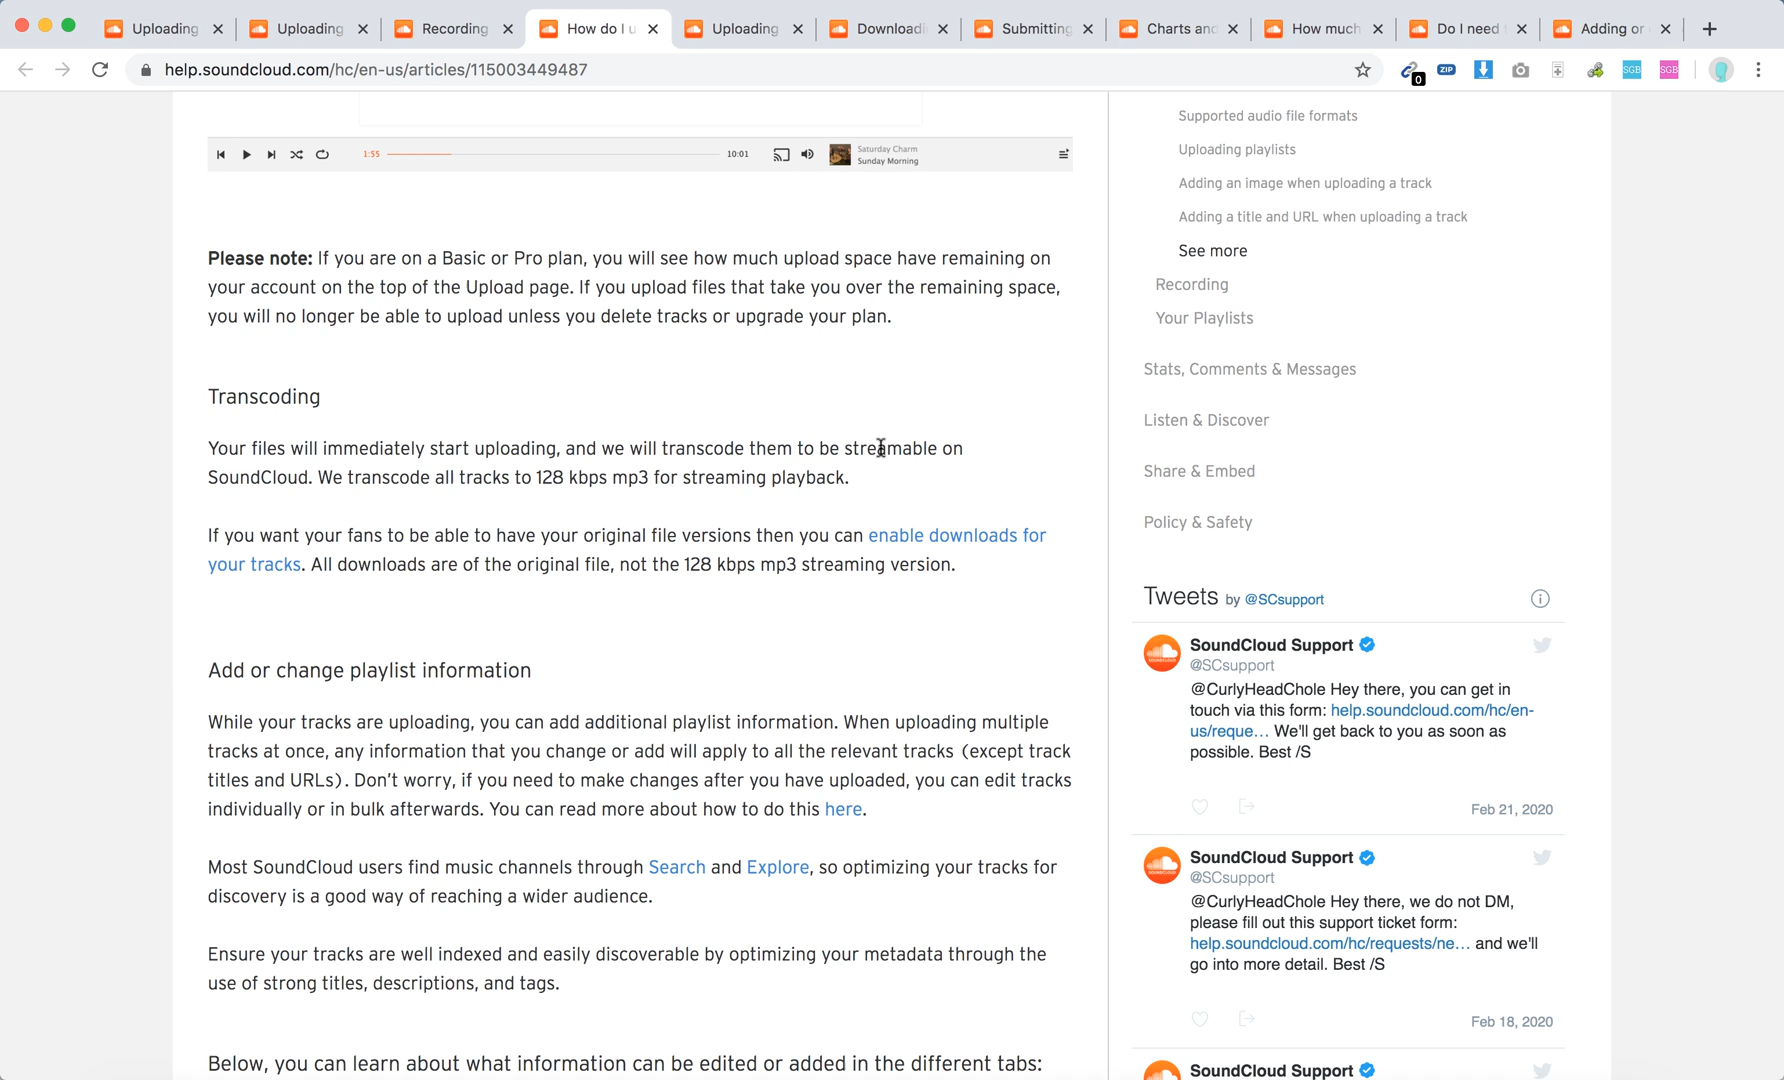 Uploading
Uploading
Recording
How do I u
Uploading
Downloadi
Submitting
Charts and
How much
Do I need
Adding or
help.soundcloud.com/hc/en-us/articles/115003449487
0
ZIP
SGB
SGB
1:55
10:01
Saturday Charm
Sunday Morning
Please note: If you are on a Basic or Pro plan, you will see how much upload space have remaining on
your account on the top of the Upload page. If you upload files that take you over the remaining space,
you will no longer be able to upload unless you delete tracks or upgrade your plan.
Transcoding
Your files will immediately start uploading, and we will transcode them to be streamable on
SoundCloud. We transcode all tracks to 128 kbps mp3 for streaming playback.
If you want your fans to be able to have your original file versions then you can enable downloads for
your tracks. All downloads are of the original file, not the 128 kbps mp3 streaming version.
Add or change playlist information
While your tracks are uploading, you can add additional playlist information. When uploading multiple
tracks at once, any information that you change or add will apply to all the relevant tracks (except track
titles and URLs). Don't worry, if you need to make changes after you have uploaded, you can edit tracks
individually or in bulk afterwards. You can read more about how to do this here.
Most SoundCloud users find music channels through Search and Explore, so optimizing your tracks for
discovery is a good way of reaching a wider audience.
Ensure your tracks are well indexed and easily discoverable by optimizing your metadata through the
use of strong titles, descriptions, and tags.
Below, you can learn about what information can be edited or added in the different tabs:
Supported audio file formats
Uploading playlists
Adding an image when uploading a track
Adding a title and URL when uploading a track
See more
Recording
Your Playlists
Stats, Comments & Messages
Listen & Discover
Share & Embed
Policy & Safety
Tweets by @SCsupport
SoundCloud Support
@SCsupport
@CurlyHeadChole Hey there, you can get in
touch via this form: help.soundcloud.com/hc/en-
us/reque… We'll get back to you as soon as
possible. Best /S
Feb 21, 2020
SoundCloud Support
@SCsupport
@CurlyHeadChole Hey there, we do not DM,
please fill out this support ticket form:
help.soundcloud.com/hc/requests/ne… and we'll
go into more detail. Best /S
Feb 18, 2020
SoundCloud Support